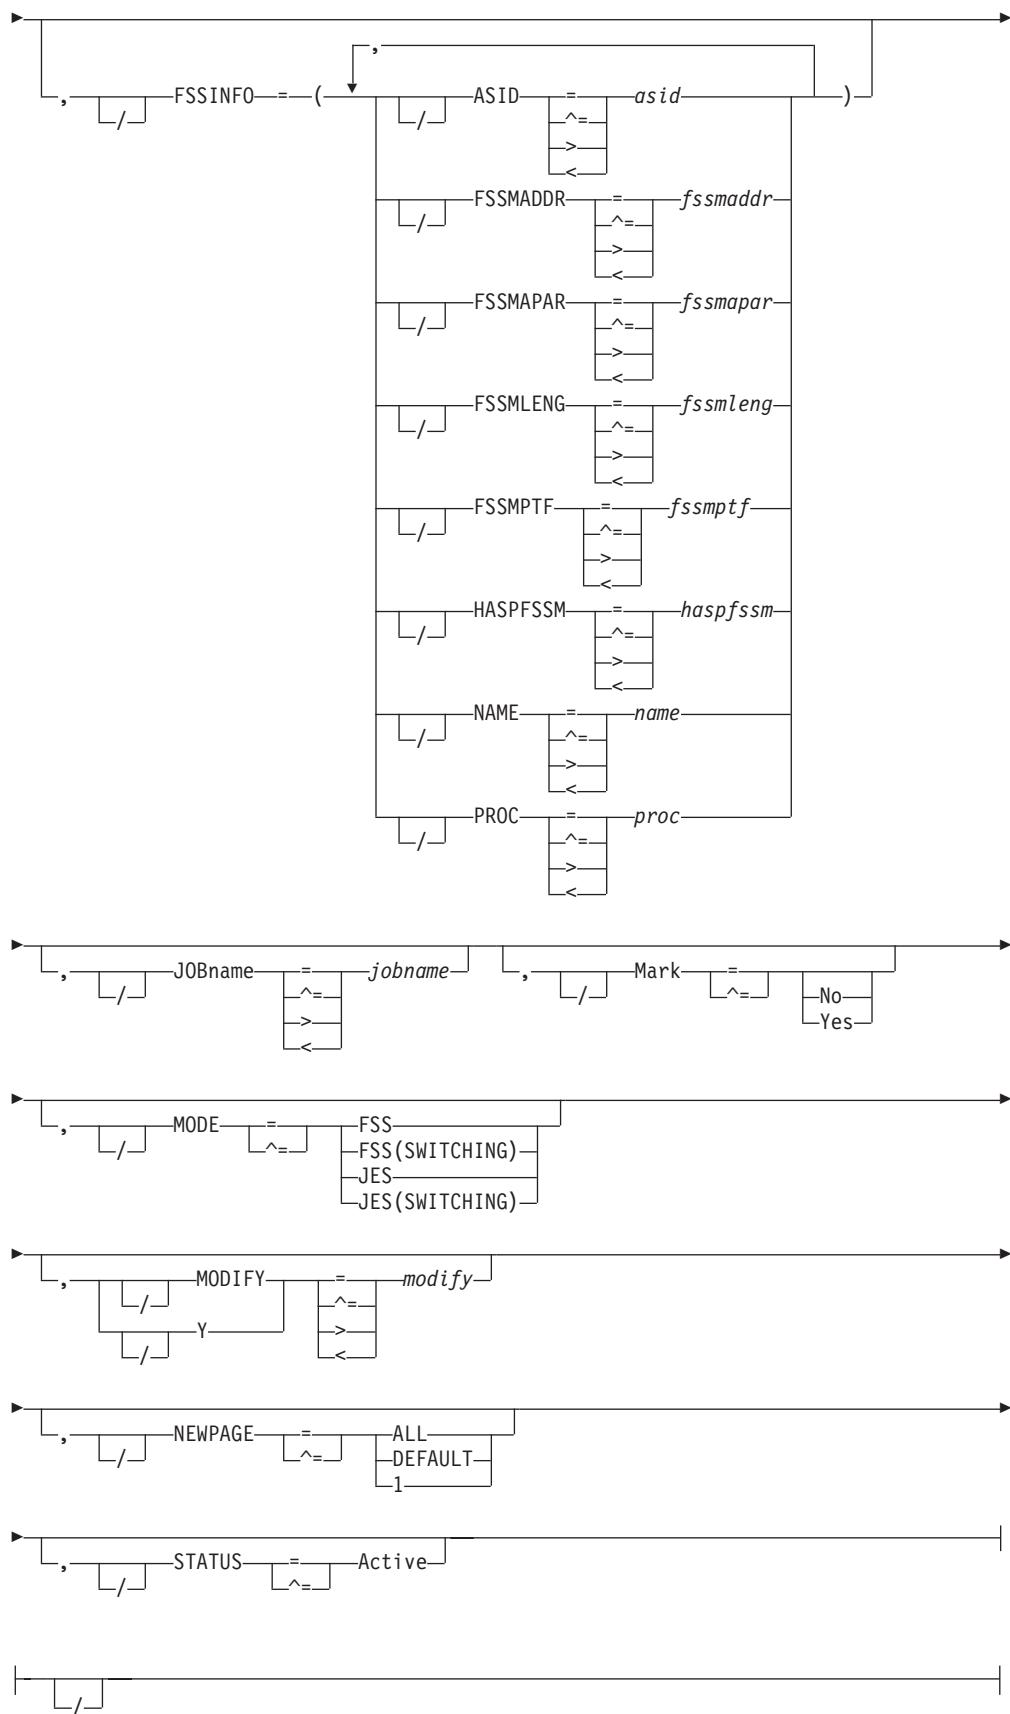 ,
, / FSSINFO = ( / ASID = asid )
^=
>
<
/ FSSMADDR = fssmaddr
^=
>
<
/ FSSMAPAR = fssmapar
^=
>
<
/ FSSMLENG = fssmleng
^=
>
<
/ FSSMPTF = fssmptf
^=
>
<
/ HASPFSSM = haspfssm
^=
>
<
/ NAME = name
^=
>
<
/ PROC = proc
^=
>
<
, / JOBname = jobname , / Mark =
^= ^= No
> Yes
<
, / MODE = FSS
^= FSS(SWITCHING)
JES
JES(SWITCHING)
, / MODIFY = modify
^=
/ Y >
<
, / NEWPAGE = ALL
^= DEFAULT
1
, / STATUS = Active
^=
/